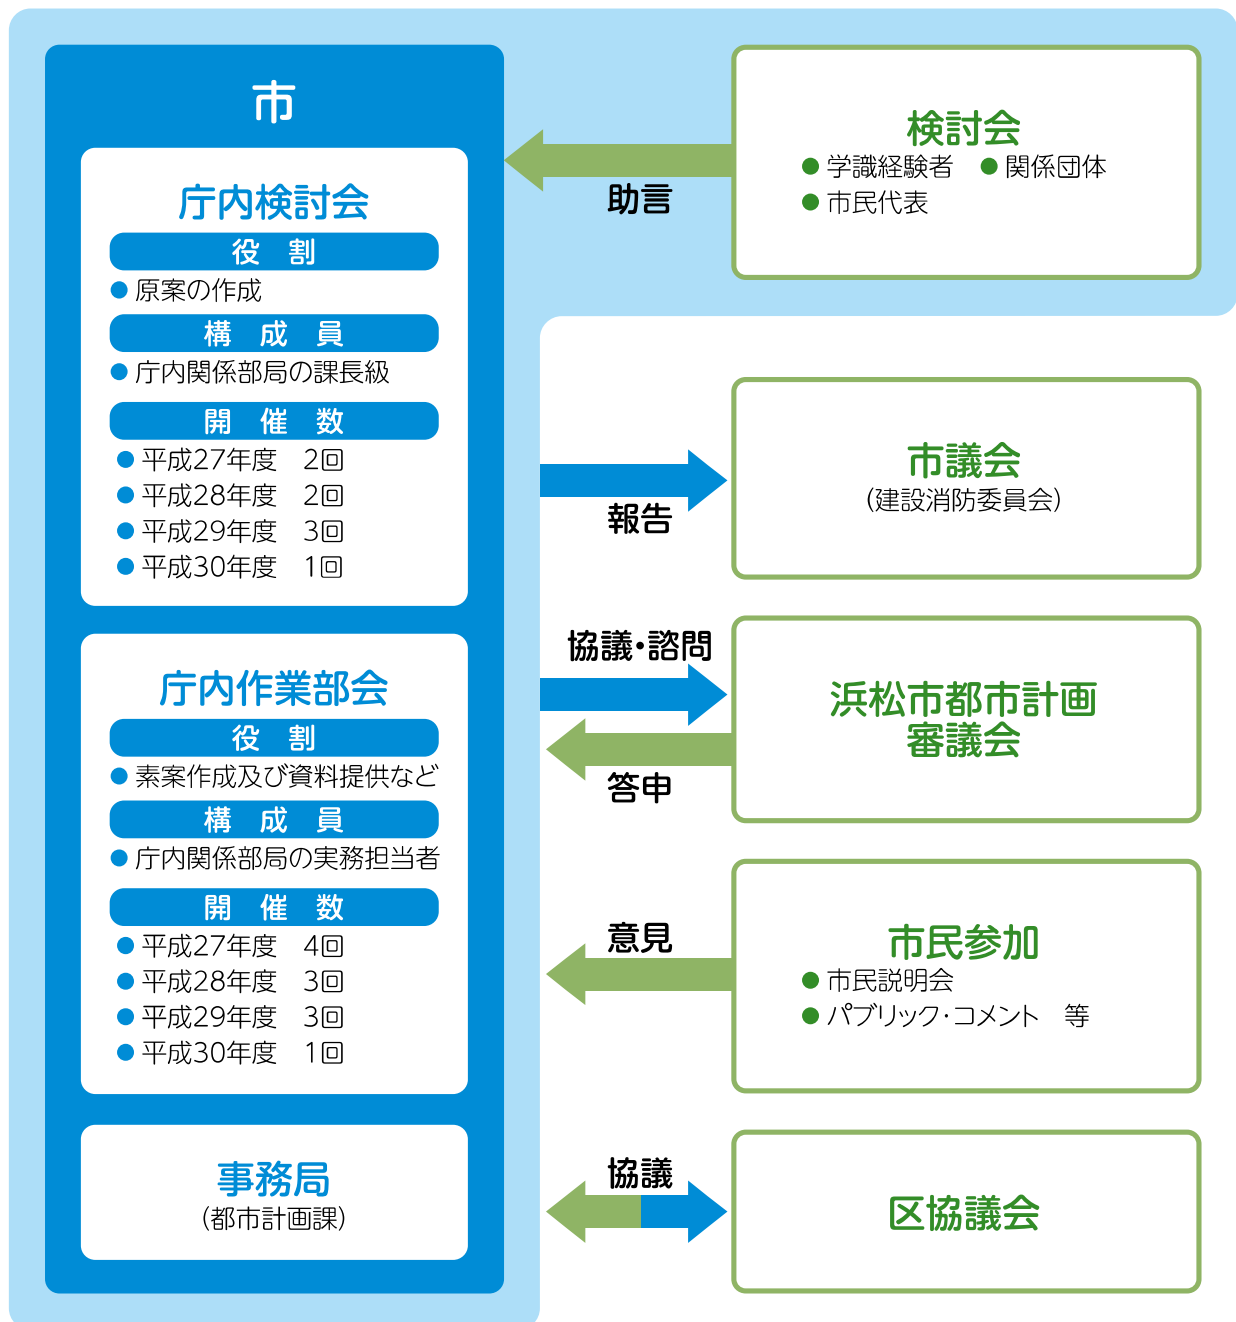 市
庁内検討会
役　割
● 原案の作成
構　成　員
● 庁内関係部局の課長級
開　催　数
● 平成27年度　2回
● 平成28年度　2回
● 平成29年度　3回
● 平成30年度　1回
庁内作業部会
役　割
● 素案作成及び資料提供など
構　成　員
● 庁内関係部局の実務担当者
開　催　数
● 平成27年度　4回
● 平成28年度　3回
● 平成29年度　3回
● 平成30年度　1回
事務局
（都市計画課）
助言
検討会
● 学識経験者　● 関係団体
● 市民代表
報告
市議会
（建設消防委員会）
協議・諮問
答申
浜松市都市計画
審議会
意見
市民参加
● 市民説明会
● パブリック・コメント　等
協議
区協議会